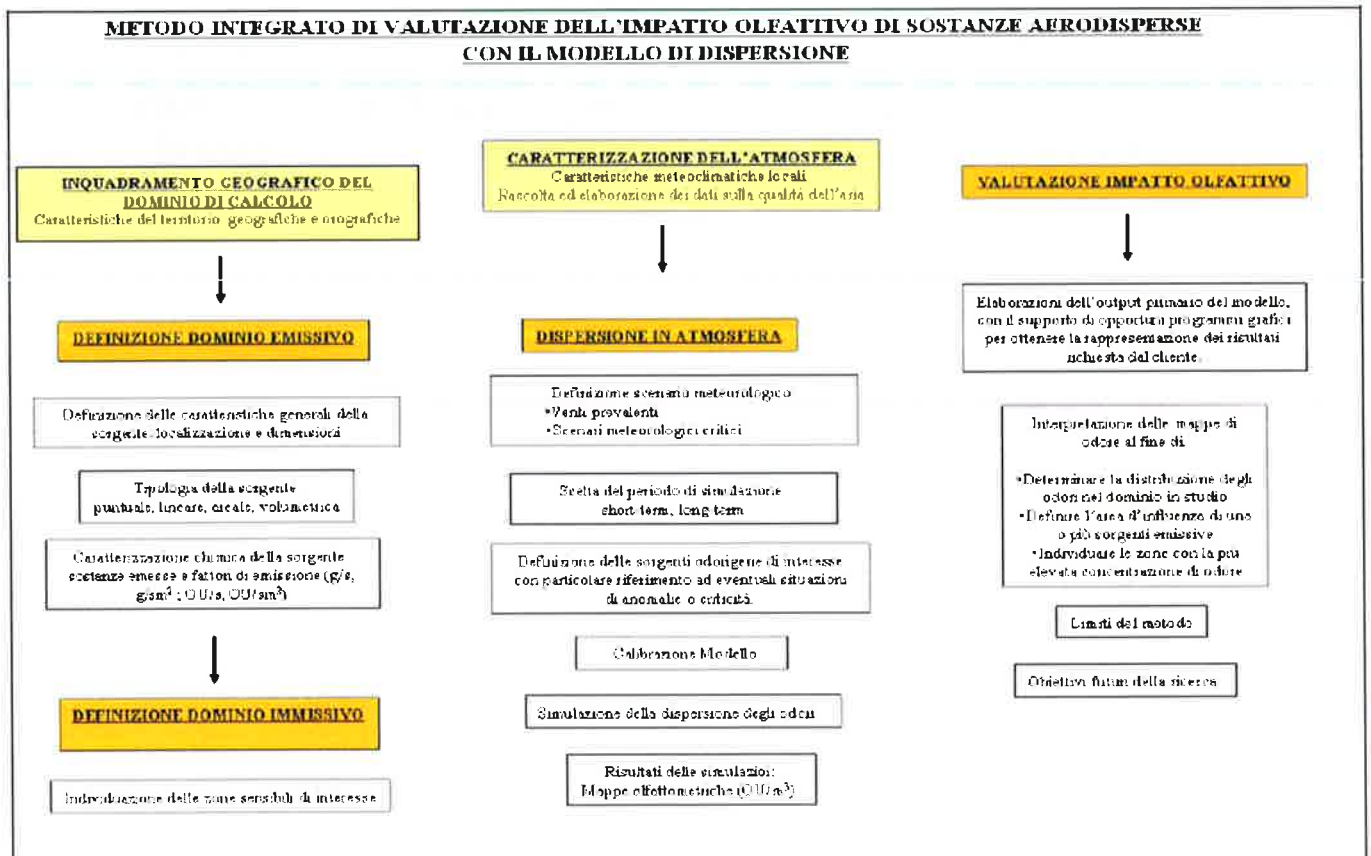 METODO INTEGRATO DI VALUTAZIONE DELL'IMPATTO OLFATTIVO DI SOSTANZE AERODISPERSE
CON IL MODELLO DI DISPERSIONE
INQUADRAMENTO GEOGRAFICO DEL
DOMINIO DI CALCOLO
Caratteristiche del territorio geografiche e orografiche
DEFINIZIONE DOMINIO EMISSIVO
Definizione delle caratteristiche generali della
sorgente localizzazione e dimensioni
Tipologia della sorgente
puntuale, lineare, areale, volumetrica
Caratterizzazione chimica della sorgente
sostanze emesse e fattori di emissione (g/s,
g/sm² ; OU/s, OU/sm³)
DEFINIZIONE DOMINIO IMMISSIVO
Individuazione delle zone sensibili di interesse
CARATTERIZZAZIONE DELL'ATMOSFERA
Caratteristiche meteoclimatiche locali
Raccolta ed elaborazione dei dati sulla qualità dell'aria
DISPERSIONE IN ATMOSFERA
Definizione scenario meteorologico
•Venti prevalenti
•Scenari meteorologici critici
Scelta del periodo di simulazione
short term, long term
Definizione delle sorgenti odorigene di interesse
con particolare riferimento ad eventuali situazioni
di anomalie o criticità.
Calibrazione Modello
Simulazione della dispersione degli odori
Risultati delle simulazioi:
Mappe olfattometriche (OU/m³)
VALUTAZIONE IMPATTO OLFATTIVO
Elaborazioni dell'output primario del modello,
con il supporto di opportuni programmi grafici
per ottenere la rappresentazione dei risultati
richiesta dal cliente.
Interpretazione delle mappe di
odore al fine di
•Determinare la distribuzione degli
odori nel dominio in studio
•Definire l'area d'influenza di una
o più sorgenti emissive
•Individuare le zone con la più
elevata concentrazione di odore
Limiti del metodo
Obiettivi futuri della ricerca